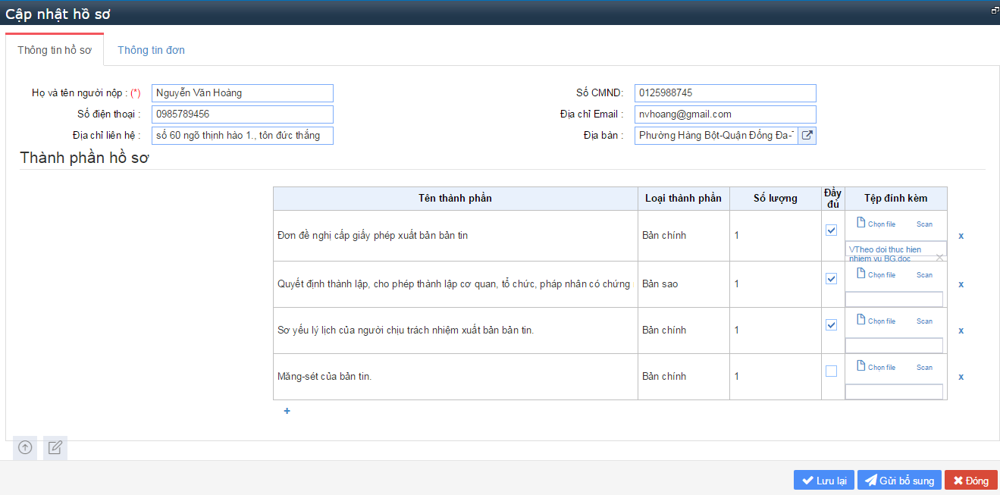 Cập nhật hồ sơ
Thông tin hồ sơ
Thông tin đơn
Họ và tên người nộp : (*)
Nguyễn Văn Hoàng
Số CMND:
0125988745
Số điện thoại :
0985789456
Địa chỉ Email :
nvhoang@gmail.com
Địa chỉ liên hệ :
số 60 ngõ thịnh hào 1., tôn đức thắng
Địa bàn :
Phường Hàng Bột-Quận Đống Đa-
Thành phần hồ sơ
Tên thành phần
Loại thành phần
Số lượng
Đầy
đủ
Tệp đính kèm
Đơn đề nghị cấp giấy phép xuất bản bản tin
Bản chính
1
Chọn file
Scan
x
\/Theo doi thuc hien
nhiem vu BG.doc
Quyết định thành lập, cho phép thành lập cơ quan, tổ chức, pháp nhân có chứng
Bản sao
1
Chọn file
Scan
x
Sơ yếu lý lịch của người chịu trách nhiệm xuất bản bản tin.
Bản chính
1
Chọn file
Scan
x
Măng-sét của bản tin.
Bản chính
1
Chọn file
Scan
x
+
Lưu lại
Gửi bổ sung
Đóng